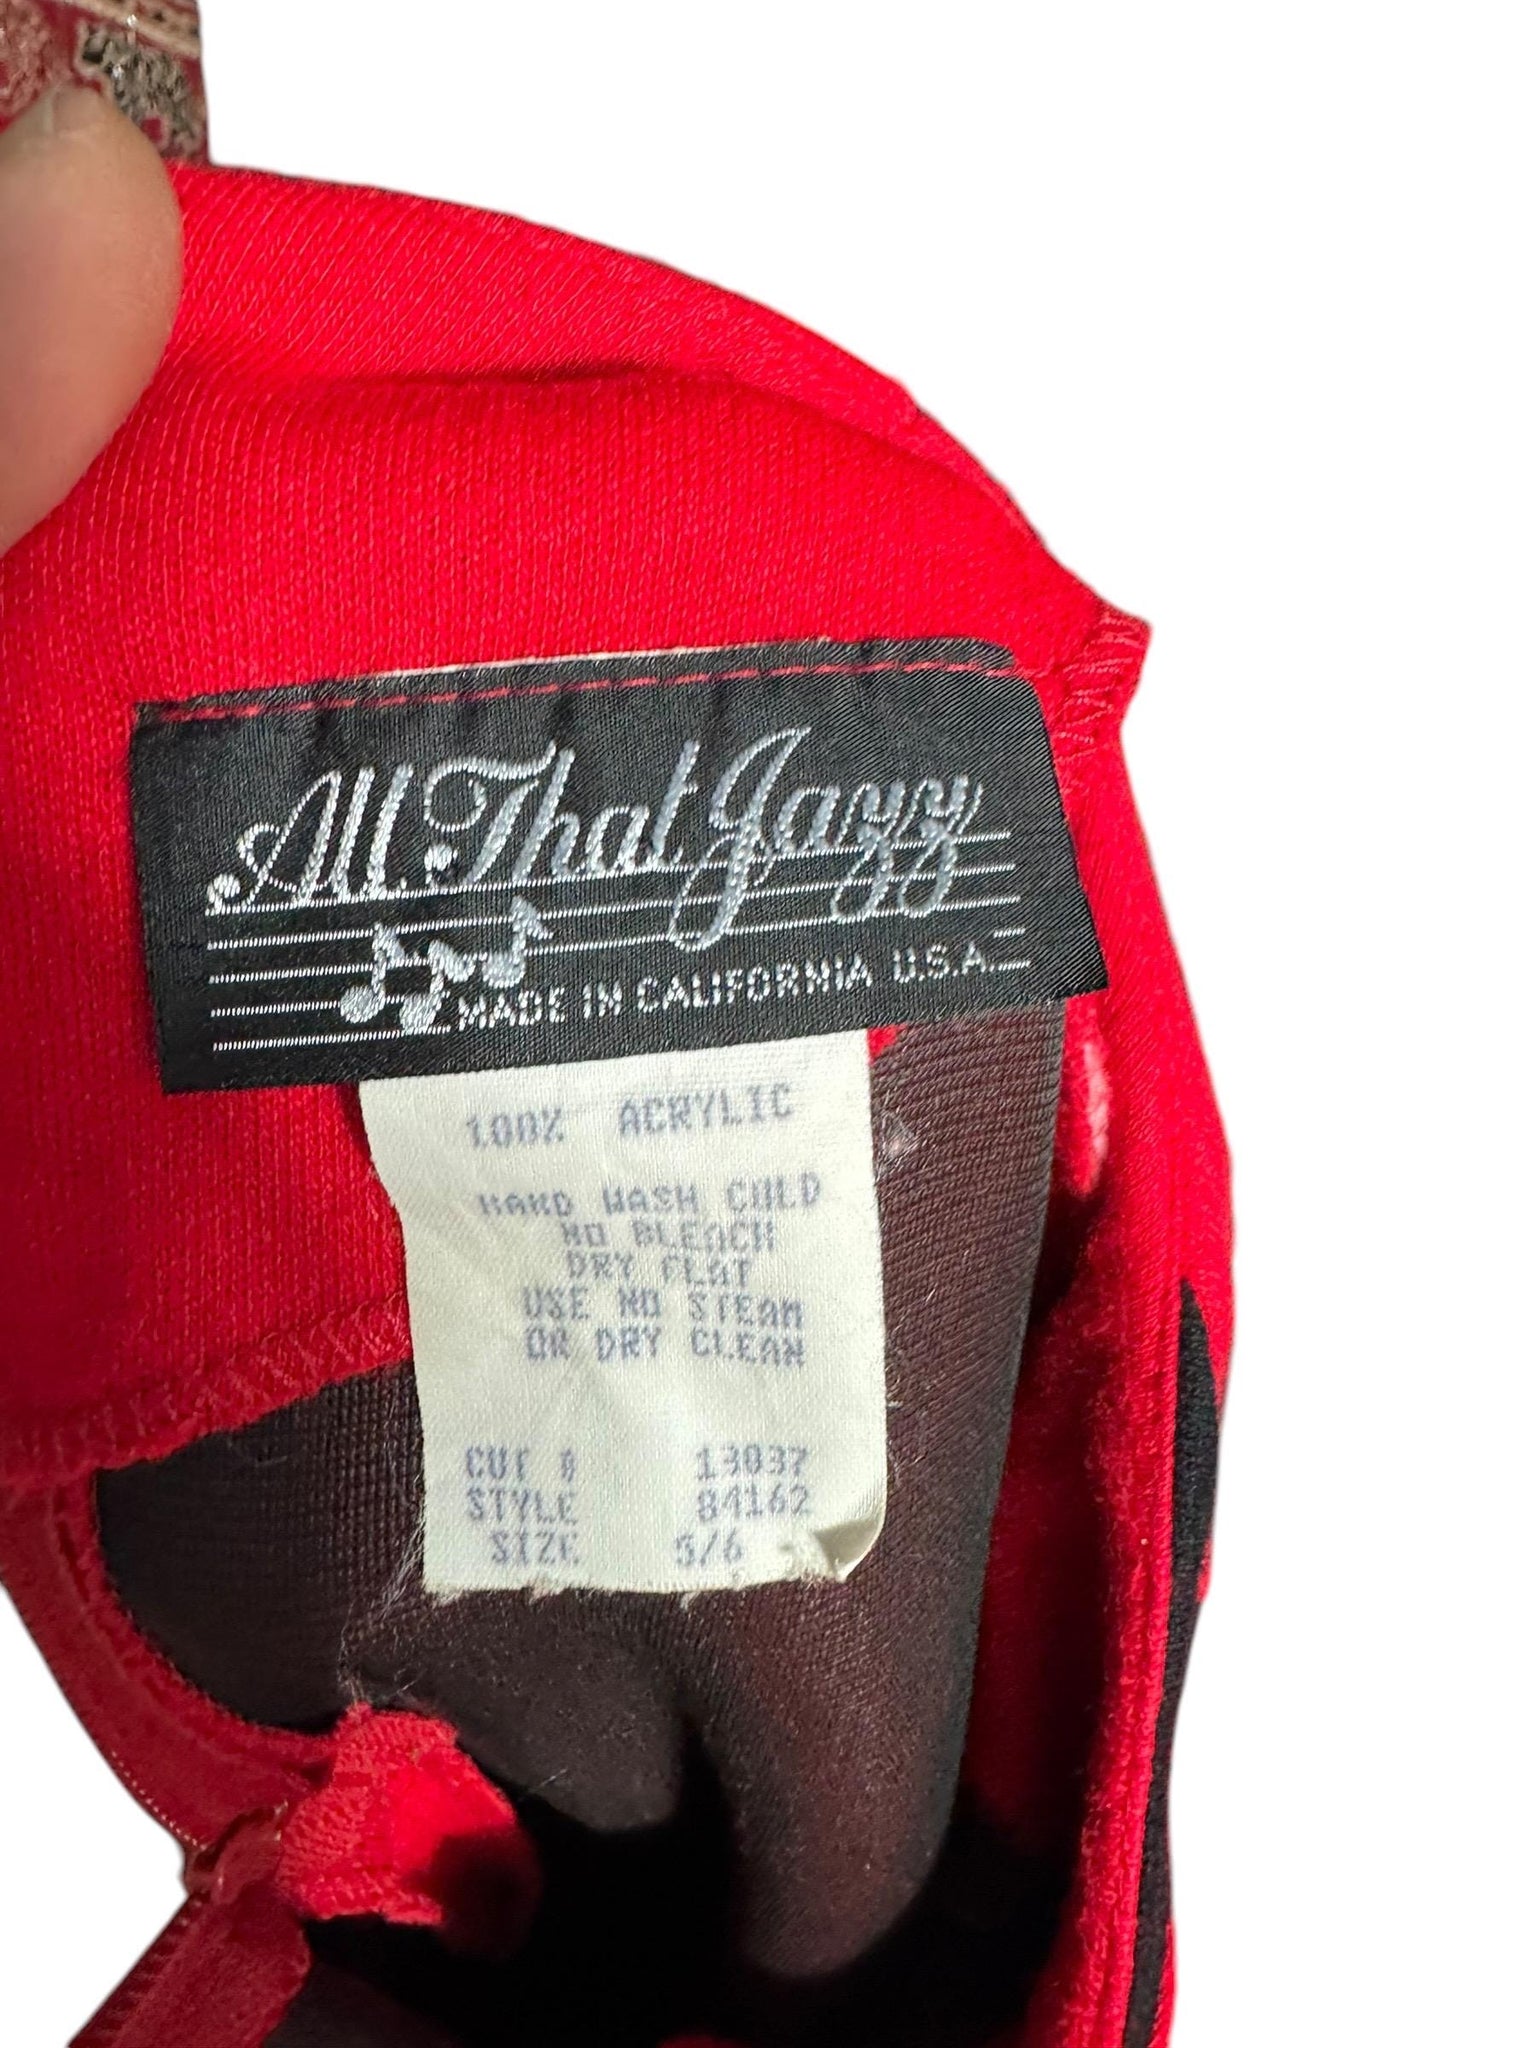 All That Jazz
MADE IN CALIFORNIA U.S.A.
100% ACRYLIC
HAND WASH COLD
NO BLEACH
DRY FLAT
USE NO STEAM
OR DRY CLEAN
CUT # 13037
STYLE 84162
SIZE 5/6